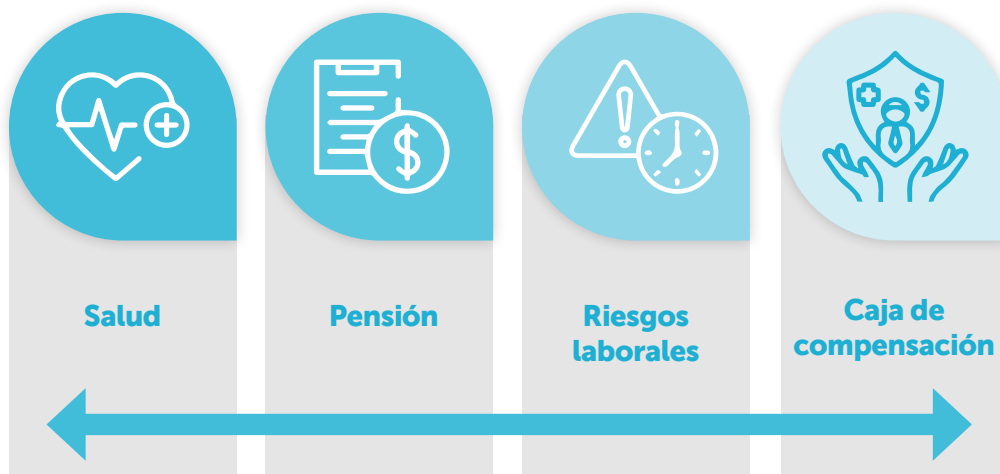 Salud
Pensión
Riesgos
laborales
Caja de
compensación